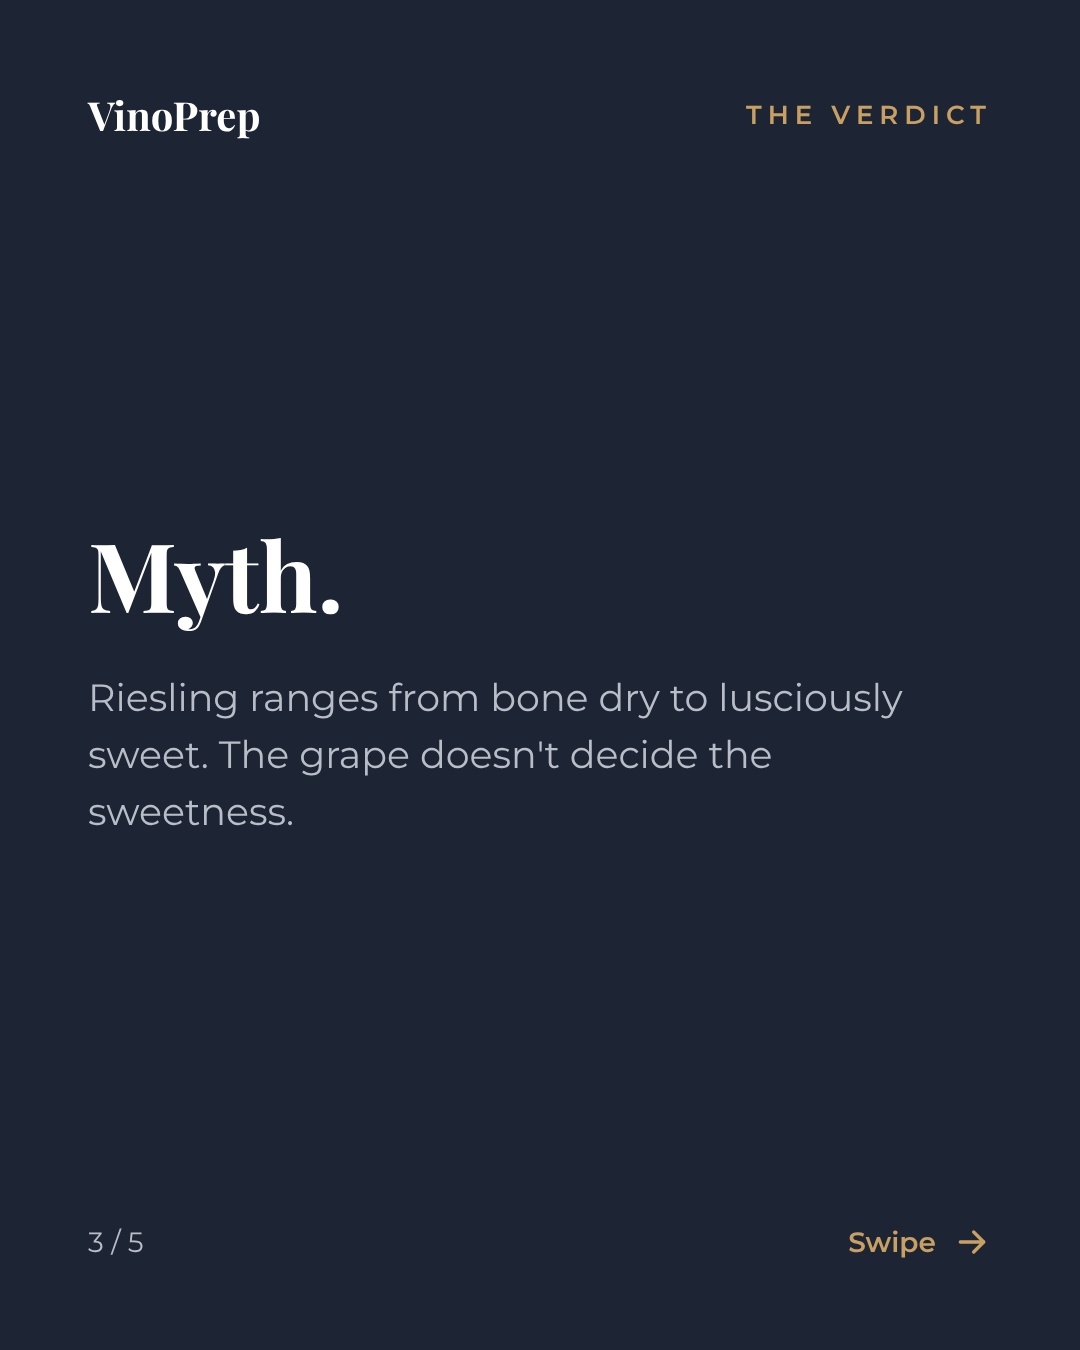 VinoPrep
THE VERDICT
Myth.
Riesling ranges from bone dry to lusciously
sweet. The grape doesn't decide the
sweetness.
3 / 5
Swipe →